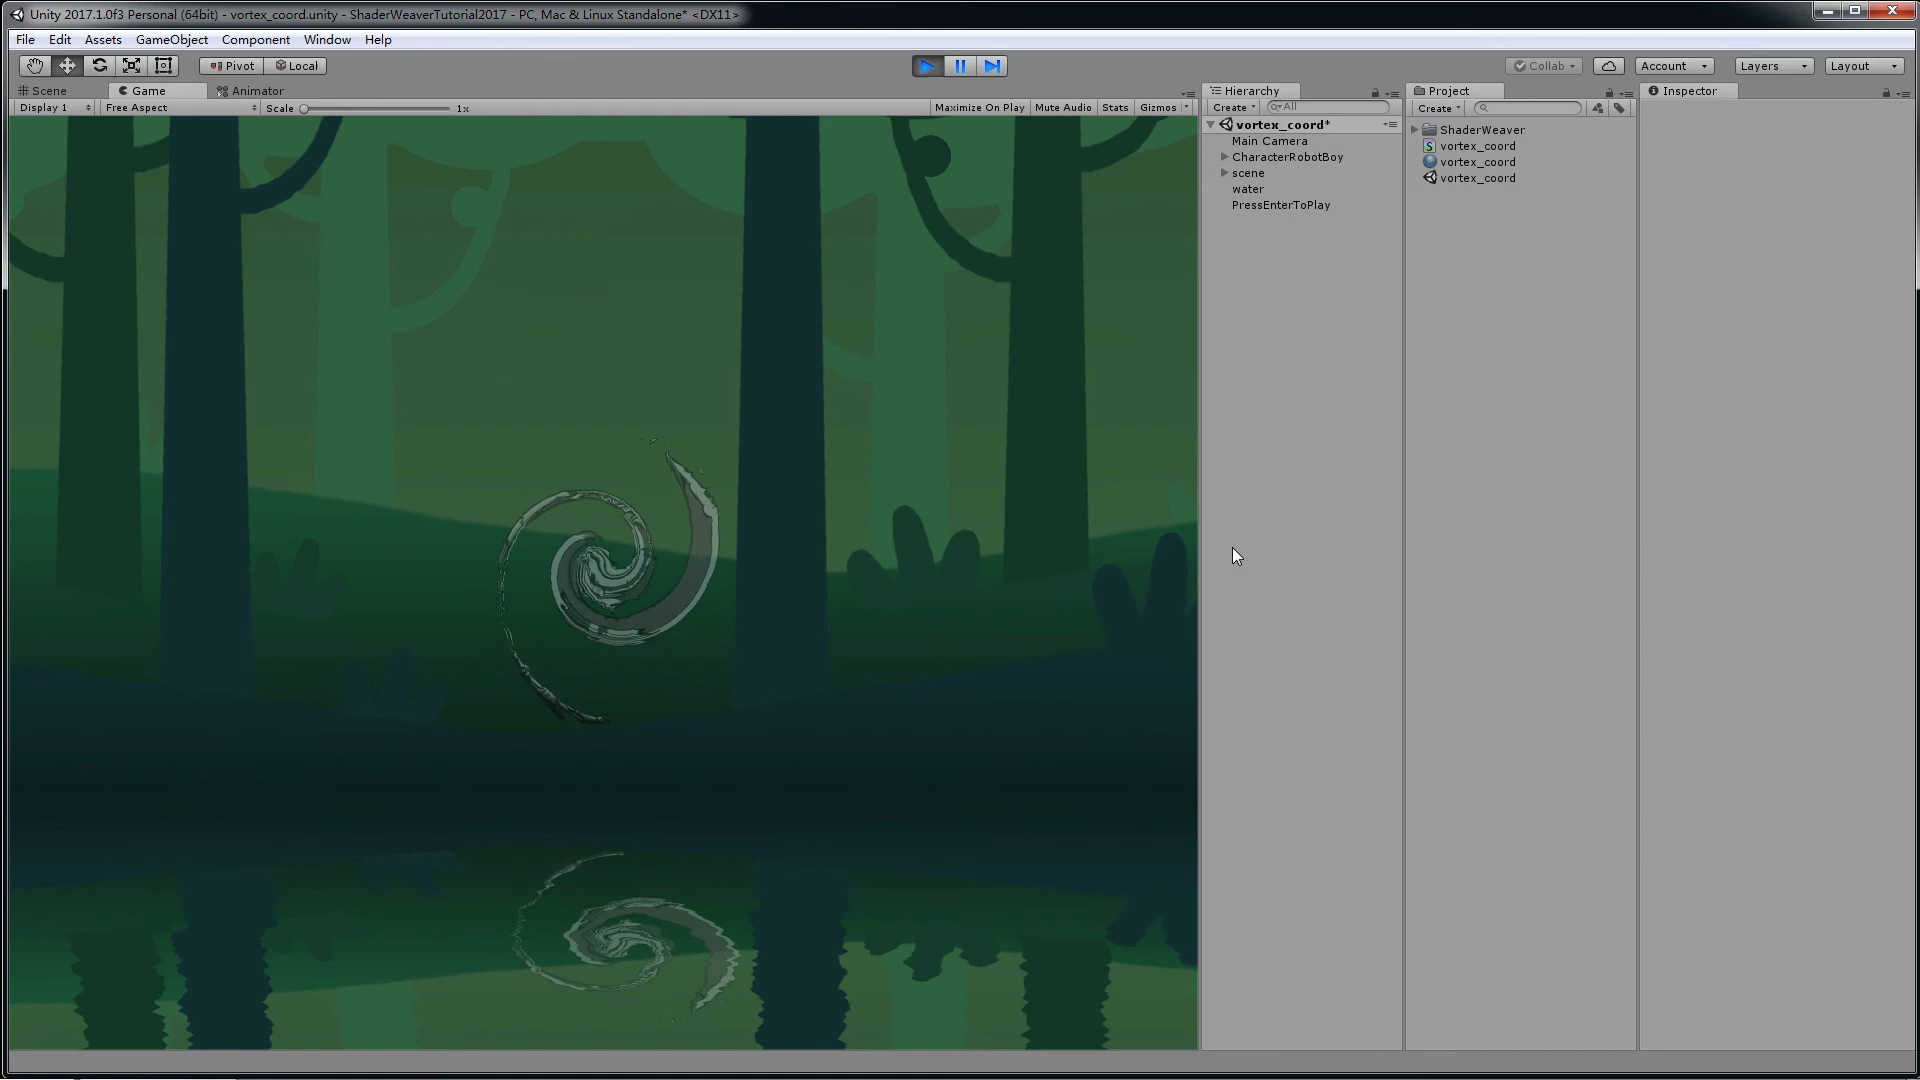 Unity 2017.1.0f3 Personal (64bit) - vortex_coord.unity - ShaderWeaverTutorial2017 - PC, Mac & Linux Standalone* <DX11>
File Edit Assets GameObject Component Window Help
Pivot Local Collab Account Layers Layout
Scene Game Animator Hierarchy Project Inspector
Display 1 Free Aspect Scale 1x Maximize On Play Mute Audio Stats Gizmos Create All Create
vortex_coord*
Main Camera
CharacterRobotBoy
scene
water
PressEnterToPlay
ShaderWeaver
vortex_coord
vortex_coord
vortex_coord